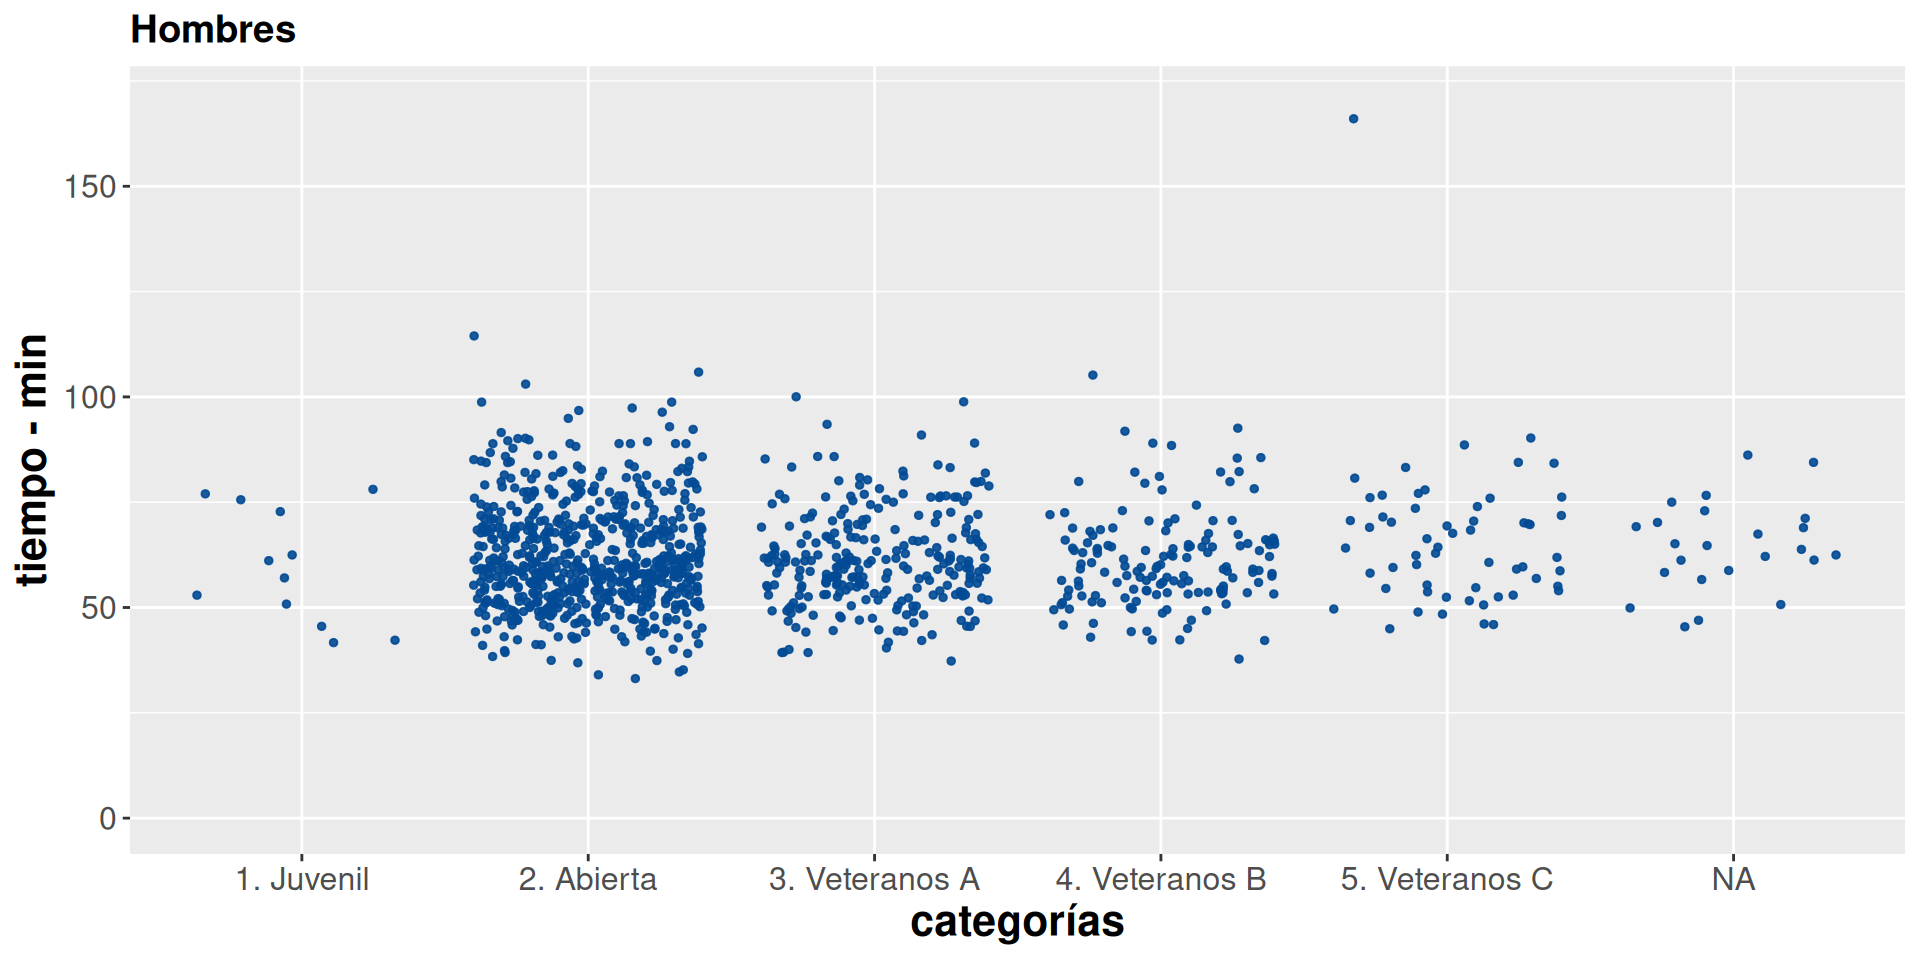 Hombres
tiempo - min
150
100
50
0
1. Juvenil
2. Abierta
3. Veteranos A
4. Veteranos B
5. Veteranos C
NA
categorías